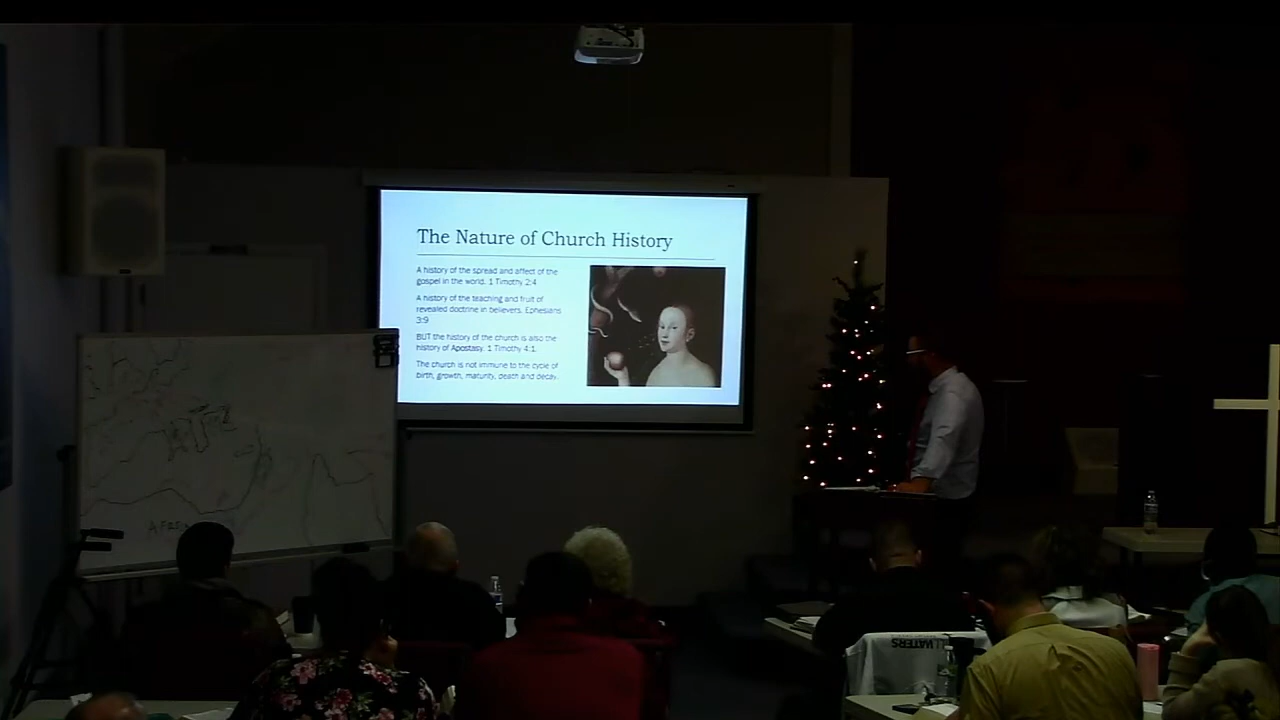 The Nature of Church History
A history of the spread and affect of the
gospel in the world. 1 Timothy 2:4
A history of the teaching and fruit of
revealed doctrine in believers. Ephesians
3:9
BUT the history of the church is also the
history of Apostasy. 1 Timothy 4:1.
The church is not immune to the cycle of
birth, growth, maturity, death and decay.
WATERS